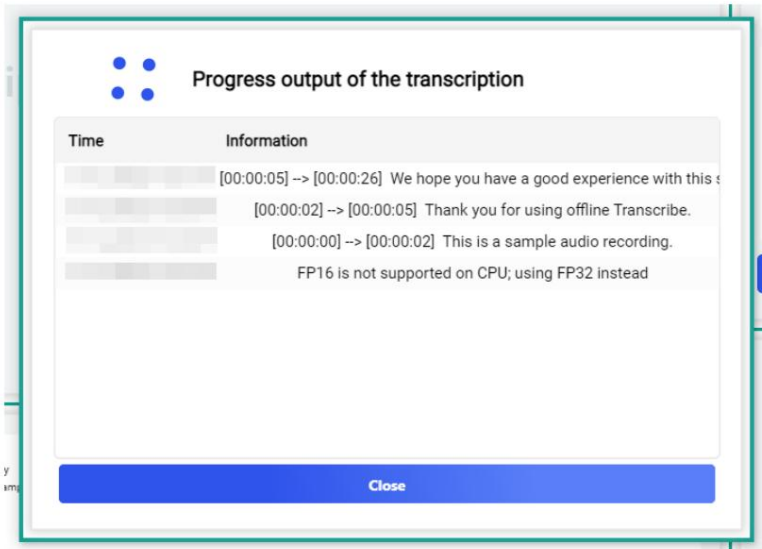 Progress output of the transcription
Time Information
[00:00:05] --> [00:00:26] We hope you have a good experience with this
[00:00:02] --> [00:00:05] Thank you for using offline Transcribe.
[00:00:00] --> [00:00:02] This is a sample audio recording.
FP16 is not supported on CPU; using FP32 instead
Close